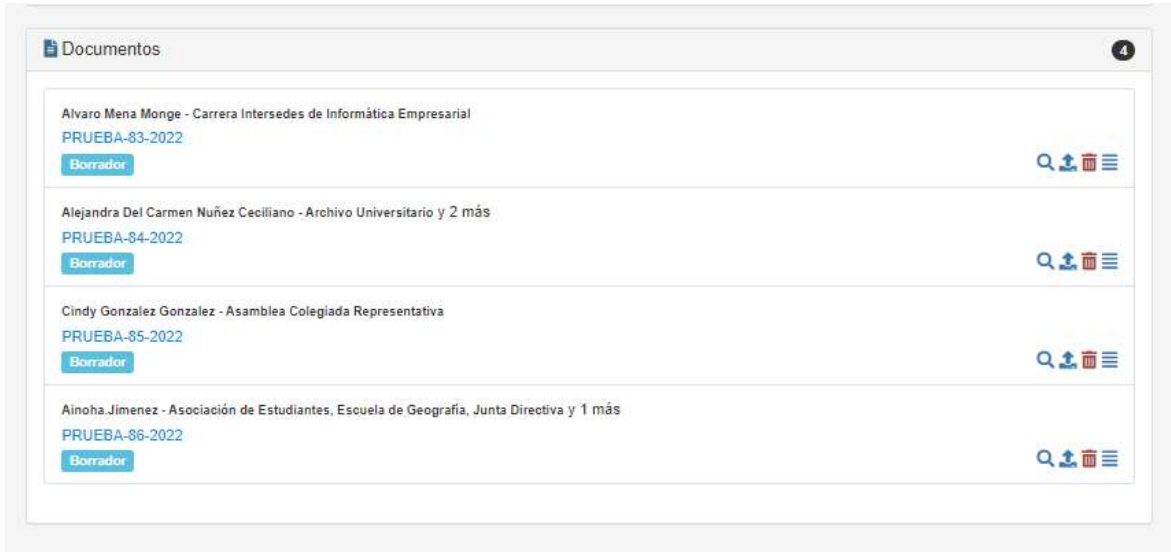 Documentos
4
Alvaro Mena Monge - Carrera Intersedes de Informática Empresarial
PRUEBA-83-2022
Borrador
Alejandra Del Carmen Nuñez Ceciliano - Archivo Universitario y 2 más
PRUEBA-84-2022
Borrador
Cindy Gonzalez Gonzalez - Asamblea Colegiada Representativa
PRUEBA-85-2022
Borrador
Ainoha.Jimenez - Asociación de Estudiantes, Escuela de Geografía, Junta Directiva y 1 más
PRUEBA-86-2022
Borrador